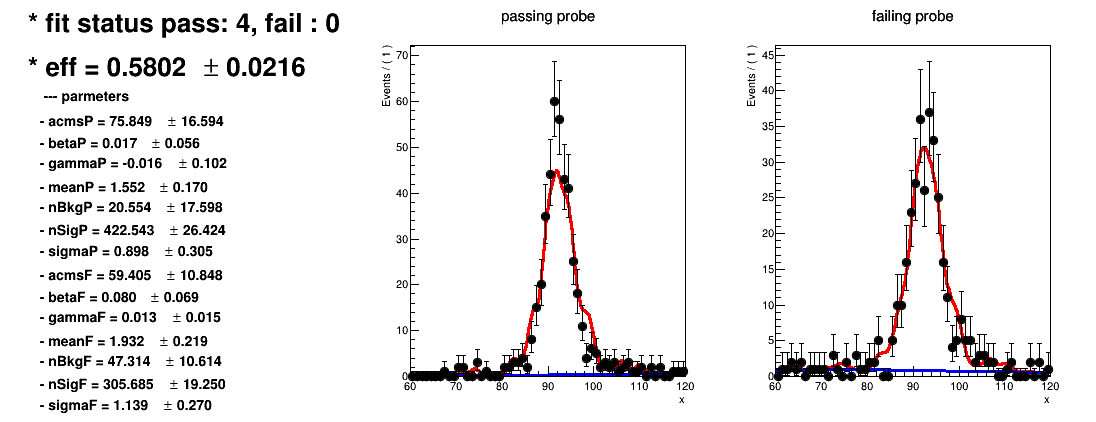 * fit status pass: 4, fail : 0
* eff = 0.5802 ± 0.0216
--- parmeters
- acmsP = 75.849 ± 16.594
- betaP = 0.017 ± 0.056
- gammaP = -0.016 ± 0.102
- meanP = 1.552 ± 0.170
- nBkgP = 20.554 ± 17.598
- nSigP = 422.543 ± 26.424
- sigmaP = 0.898 ± 0.305
- acmsF = 59.405 ± 10.848
- betaF = 0.080 ± 0.069
- gammaF = 0.013 ± 0.015
- meanF = 1.932 ± 0.219
- nBkgF = 47.314 ± 10.614
- nSigF = 305.685 ± 19.250
- sigmaF = 1.139 ± 0.270
passing probe
Events / ( 1 )
70
60
50
40
30
20
10
0
60 70 80 90 100 110 120
x
failing probe
Events / ( 1 )
45
40
35
30
25
20
15
10
5
0
60 70 80 90 100 110 120
x